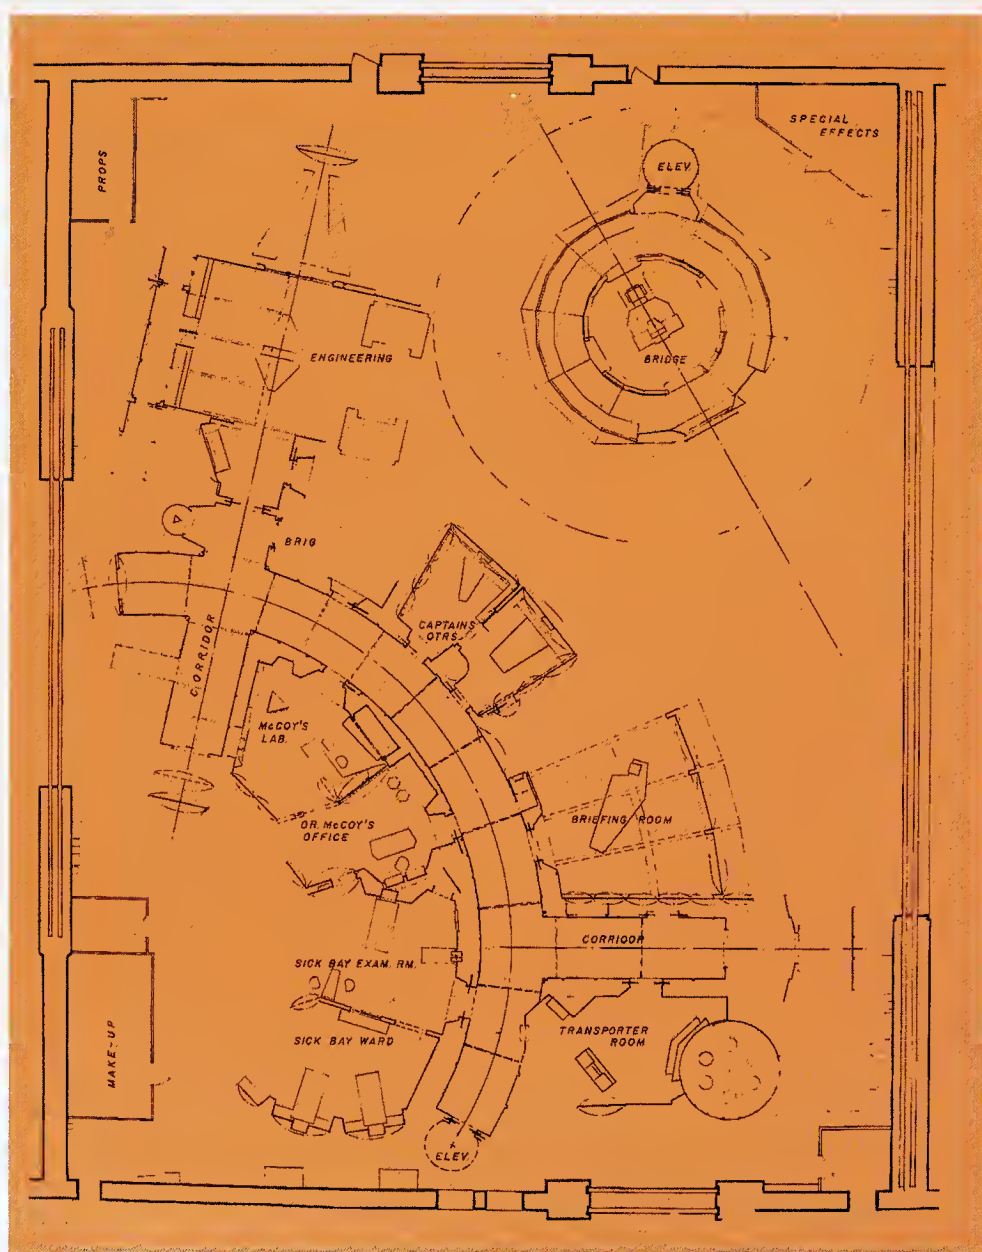 SPECIAL
EFFECTS
PROPS
ELEV.
BRIDGE
ENGINEERING
BRIG
CAPTAINS
QTRS.
CORRIDOR
McCOY'S
LAB.
DR. McCOY'S
OFFICE
BRIEFING ROOM
CORRIDOR
SICK BAY EXAM. RM.
SICK BAY WARD
TRANSPORTER
ROOM
MAKE-UP
ELEV.